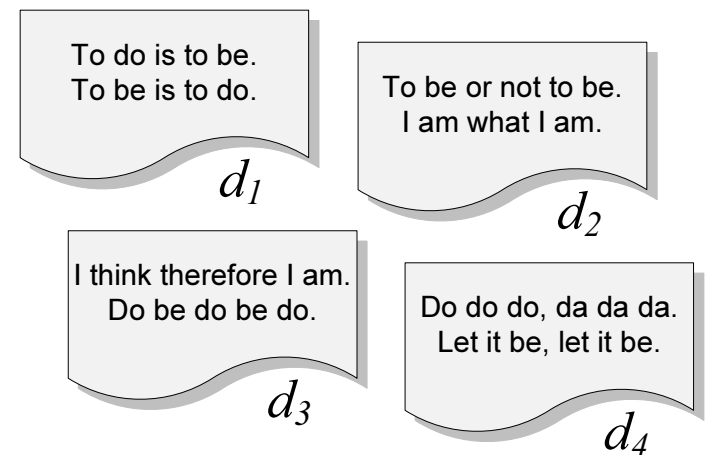 To do is to be.
To be is to do.
d1
To be or not to be.
I am what I am.
d2
I think therefore I am.
Do be do be do.
d3
Do do do, da da da.
Let it be, let it be.
d4